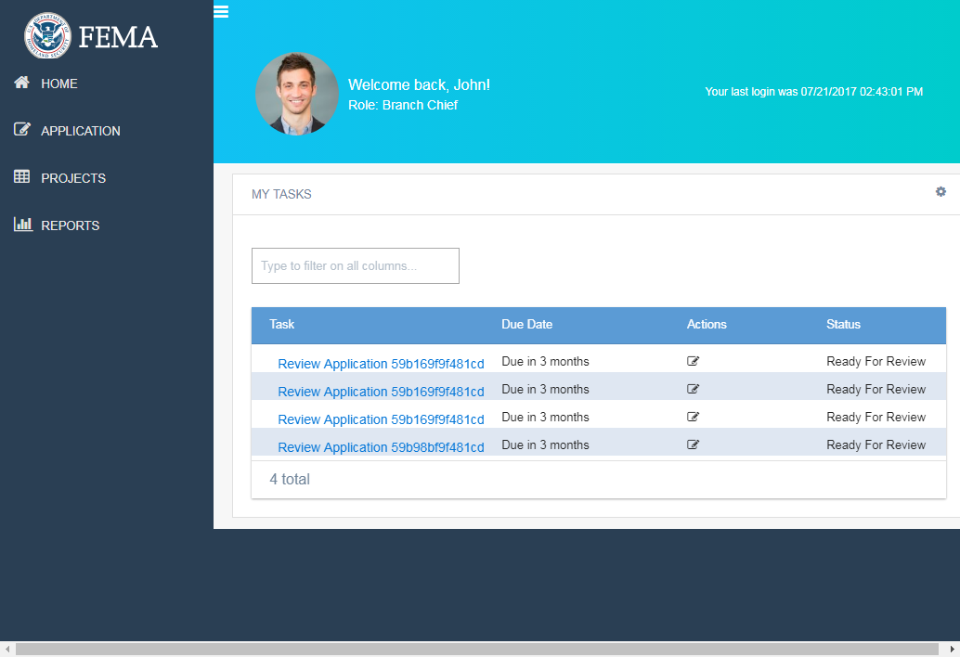 FEMA
HOME
APPLICATION
PROJECTS
REPORTS
Welcome back, John!
Role: Branch Chief
Your last login was 07/21/2017 02:43:01 PM
MY TASKS
Type to filter on all columns...
Task Due Date Actions Status
Review Application 59b169f9f481cd Due in 3 months Ready For Review
Review Application 59b169f9f481cd Due in 3 months Ready For Review
Review Application 59b169f9f481cd Due in 3 months Ready For Review
Review Application 59b98bf9f481cd Due in 3 months Ready For Review
4 total